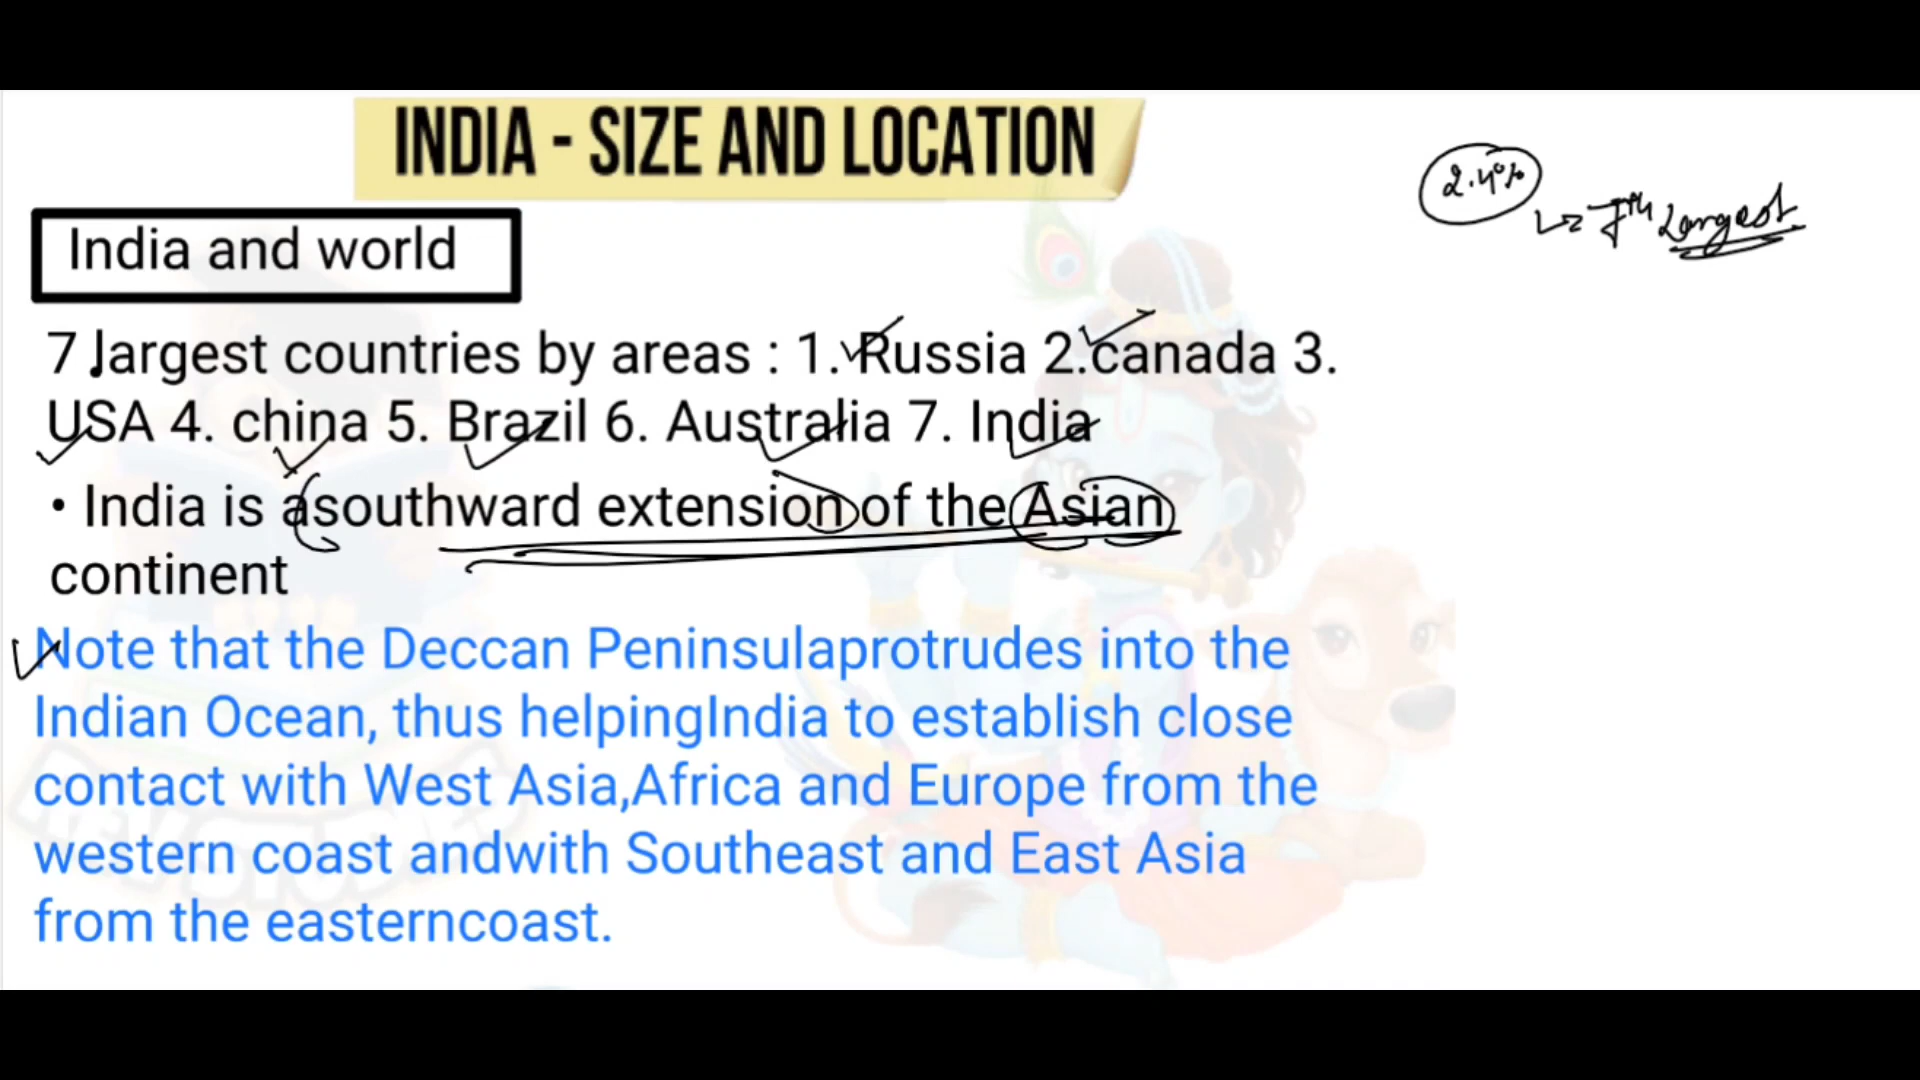 INDIA - SIZE AND LOCATION
2.4%
7th Largest
India and world
7 largest countries by areas : 1. Russia 2.canada 3.
USA 4. china 5. Brazil 6. Australia 7. India
• India is asouthward extension of the Asian
continent
Note that the Deccan Peninsulaprotrudes into the
Indian Ocean, thus helpingIndia to establish close
contact with West Asia,Africa and Europe from the
western coast andwith Southeast and East Asia
from the easterncoast.